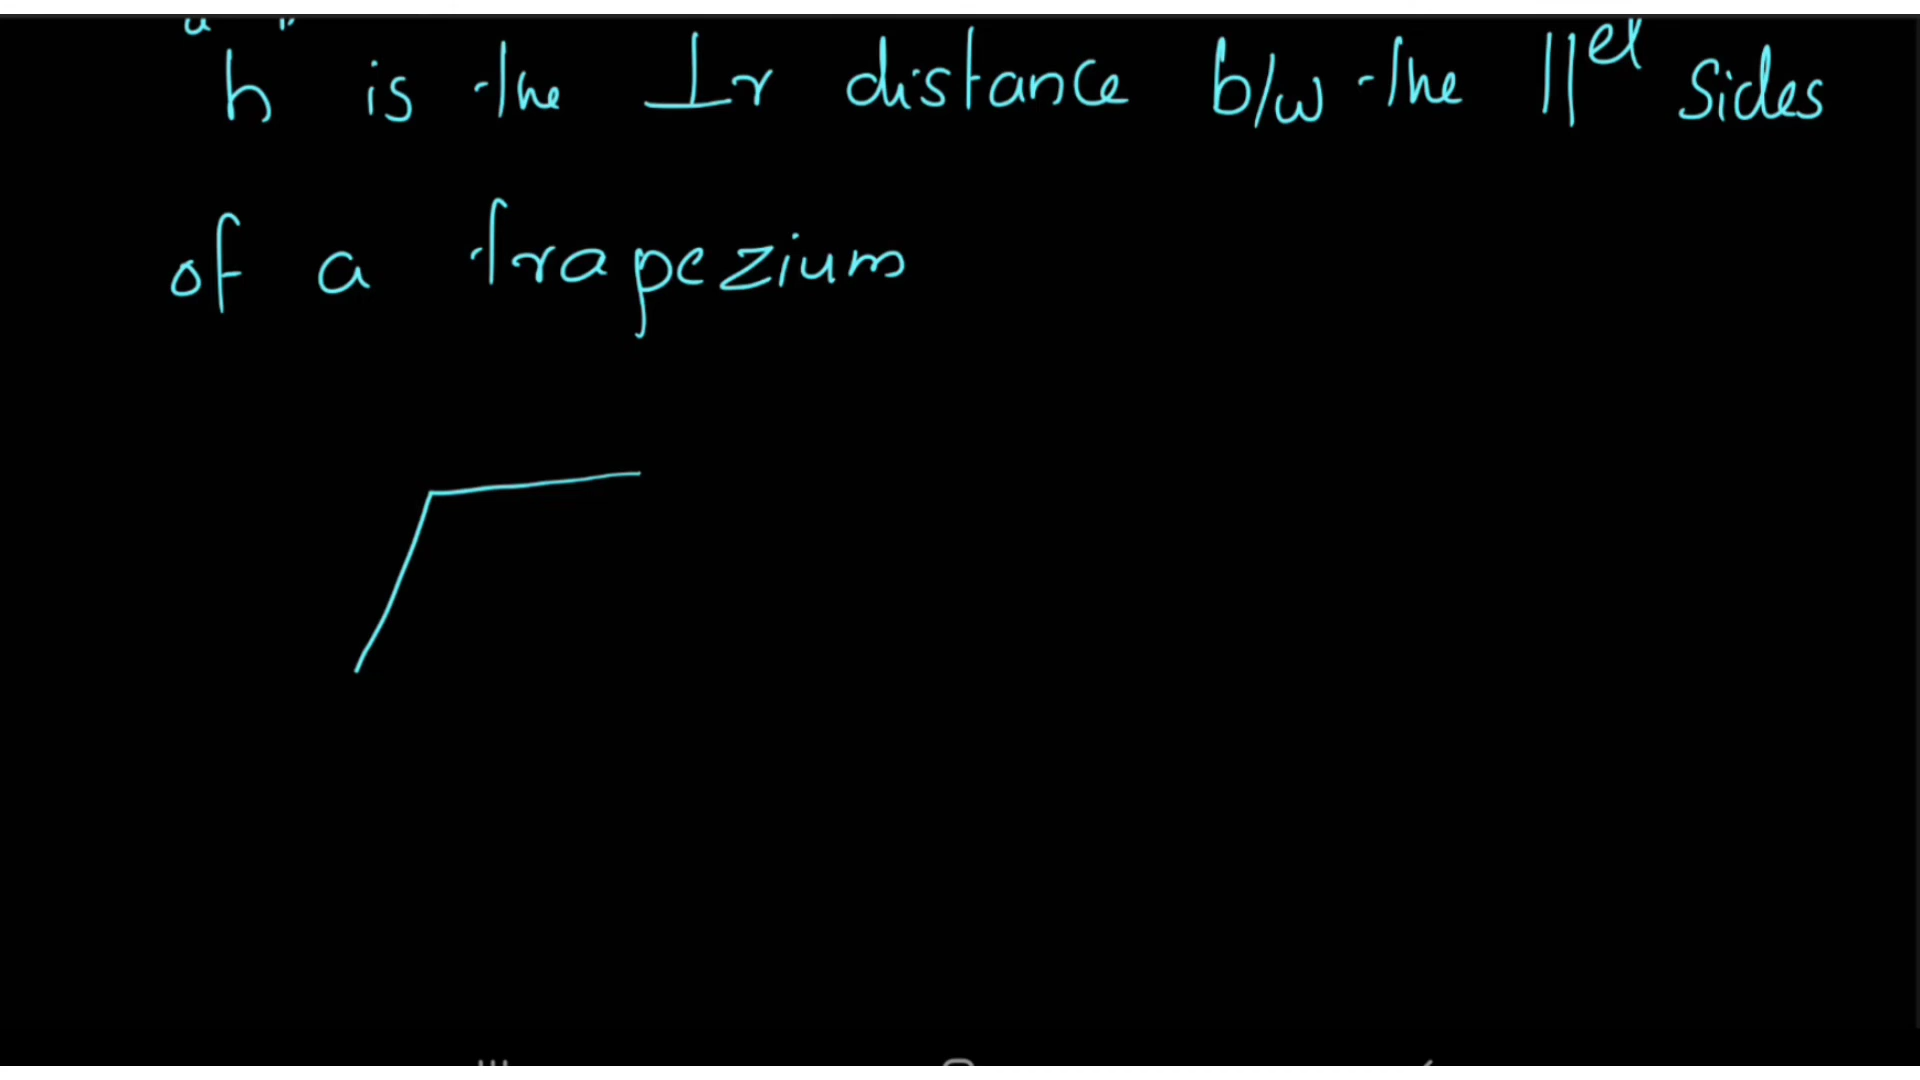 h is the ⊥r distance b/w the ||el sides
of a trapezium